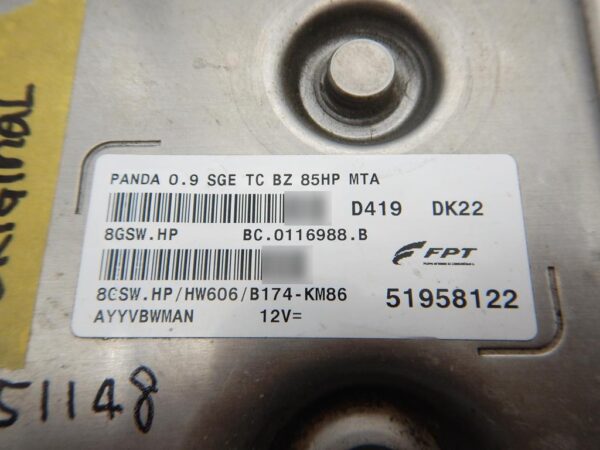 ORIGINAL
PANDA 0.9 SGE TC BZ 85HP MTA
D419 DK22
8GSW.HP BC.0116988.B
FPT
8GSW.HP/HW606/B174-KM86
51958122
AYYVBWMAN 12V=
51148